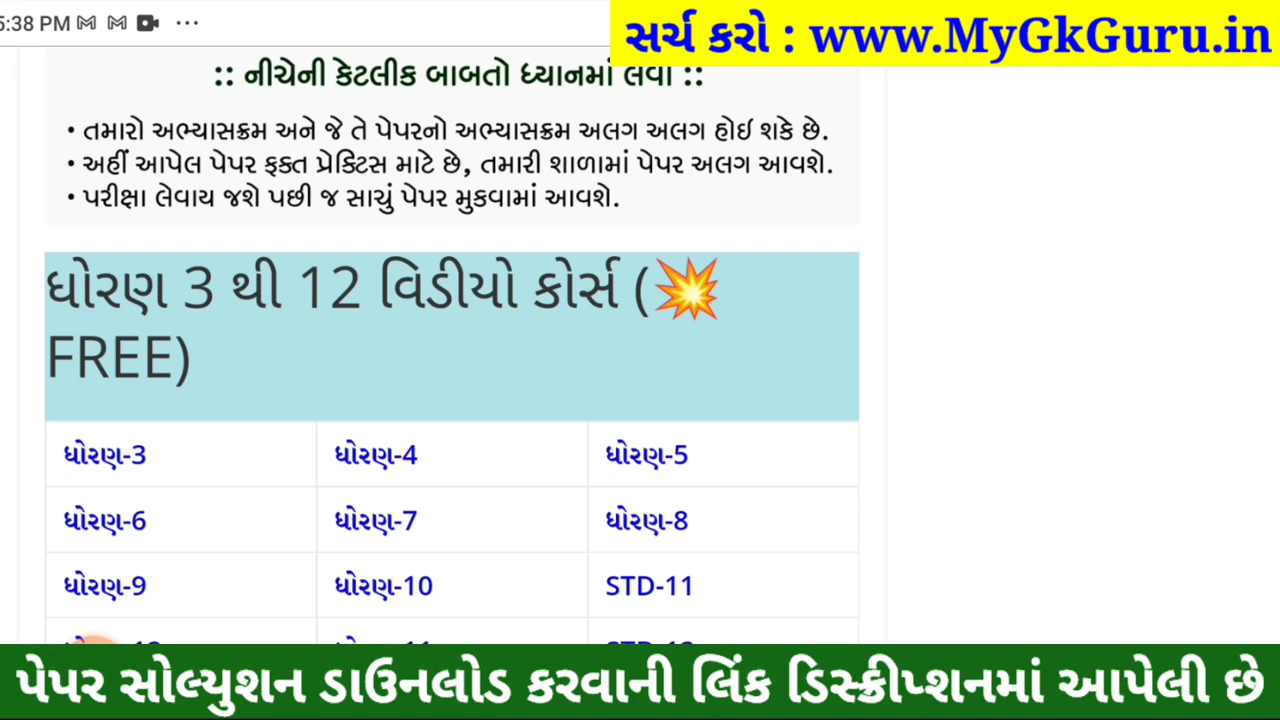 5:38 PM
સર્ચ કરો : www.MyGkGuru.in
:: નીચેની કેટલીક બાબતો ધ્યાનમાં લેવી ::
• તમારો અભ્યાસક્રમ અને જે તે પેપરનો અભ્યાસક્રમ અલગ અલગ હોઈ શકે છે.
• અહીં આપેલ પેપર ફક્ત પ્રેક્ટિસ માટે છે, તમારી શાળામાં પેપર અલગ આવશે.
• પરીક્ષા લેવાય જશે પછી જ સાચું પેપર મુકવામાં આવશે.
ધોરણ 3 થી 12 વિડીયો કોર્સ (💥
FREE)
ધોરણ-3 ધોરણ-4 ધોરણ-5
ધોરણ-6 ધોરણ-7 ધોરણ-8
ધોરણ-9 ધોરણ-10 STD-11
પેપર સોલ્યુશન ડાઉનલોડ કરવાની લિંક ડિસ્ક્રીપ્શનમાં આપેલી છે